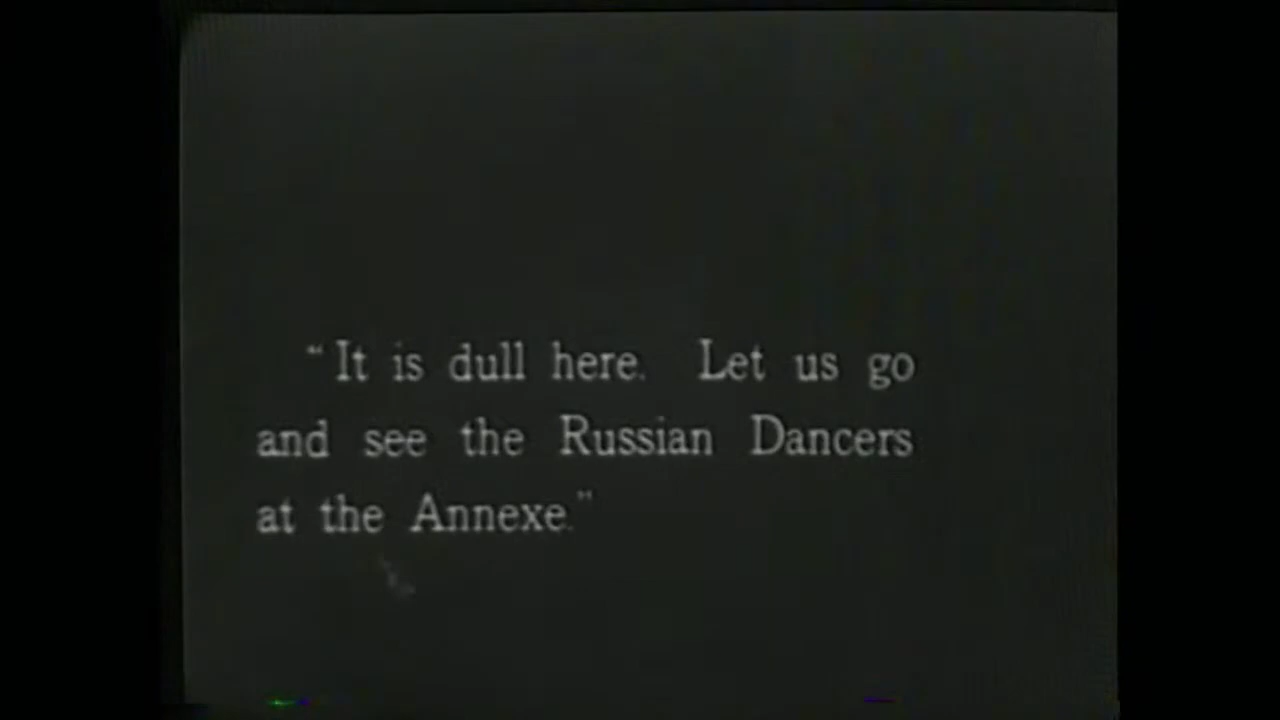 “It is dull here. Let us go
and see the Russian Dancers
at the Annexe.”